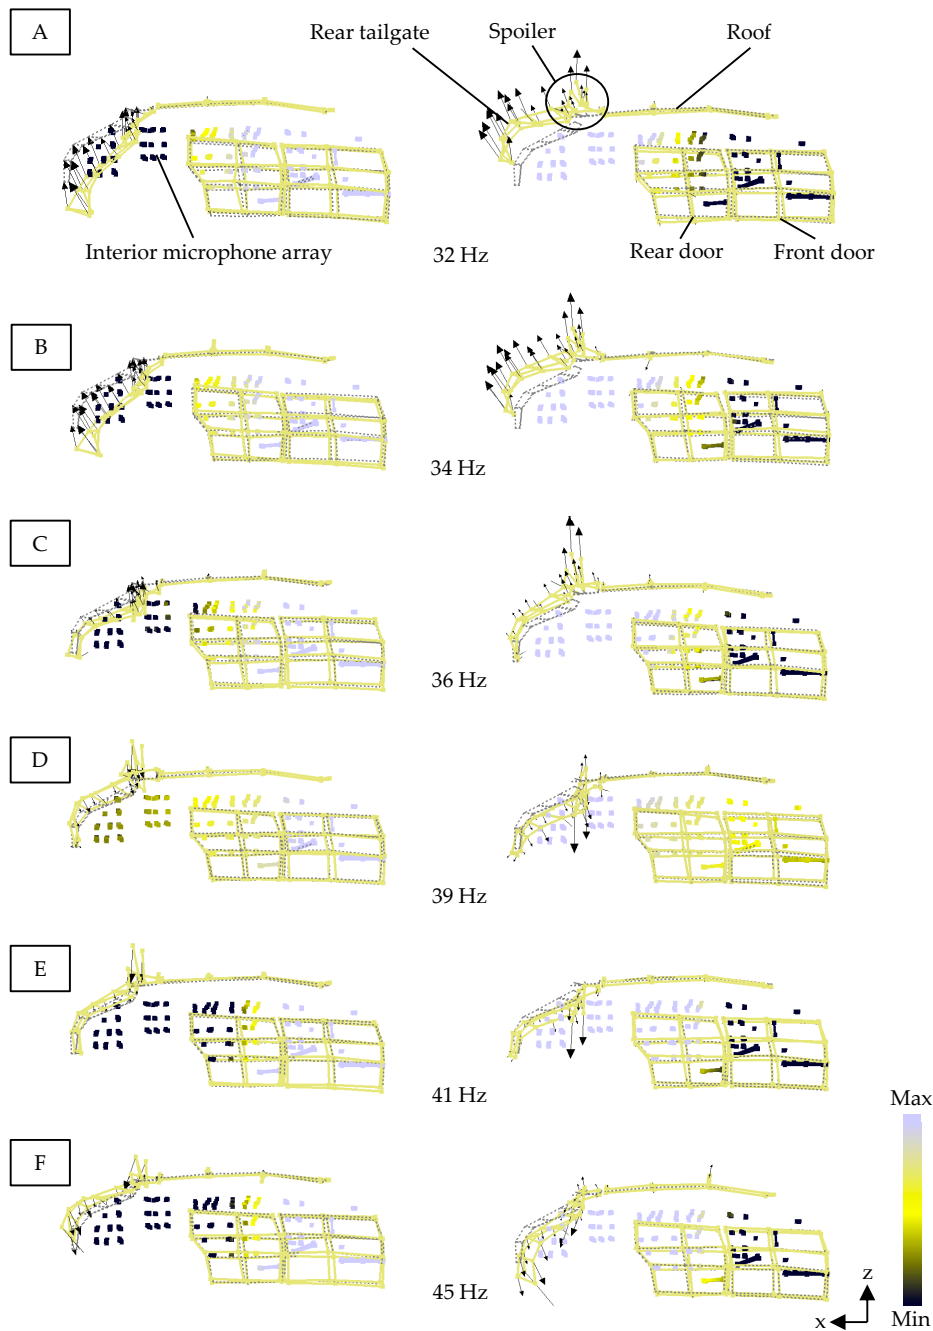 A
Rear tailgate
Spoiler
Roof
Interior microphone array
32 Hz
Rear door
Front door
B
34 Hz
C
36 Hz
D
39 Hz
E
41 Hz
Max
F
45 Hz
z
x
Min